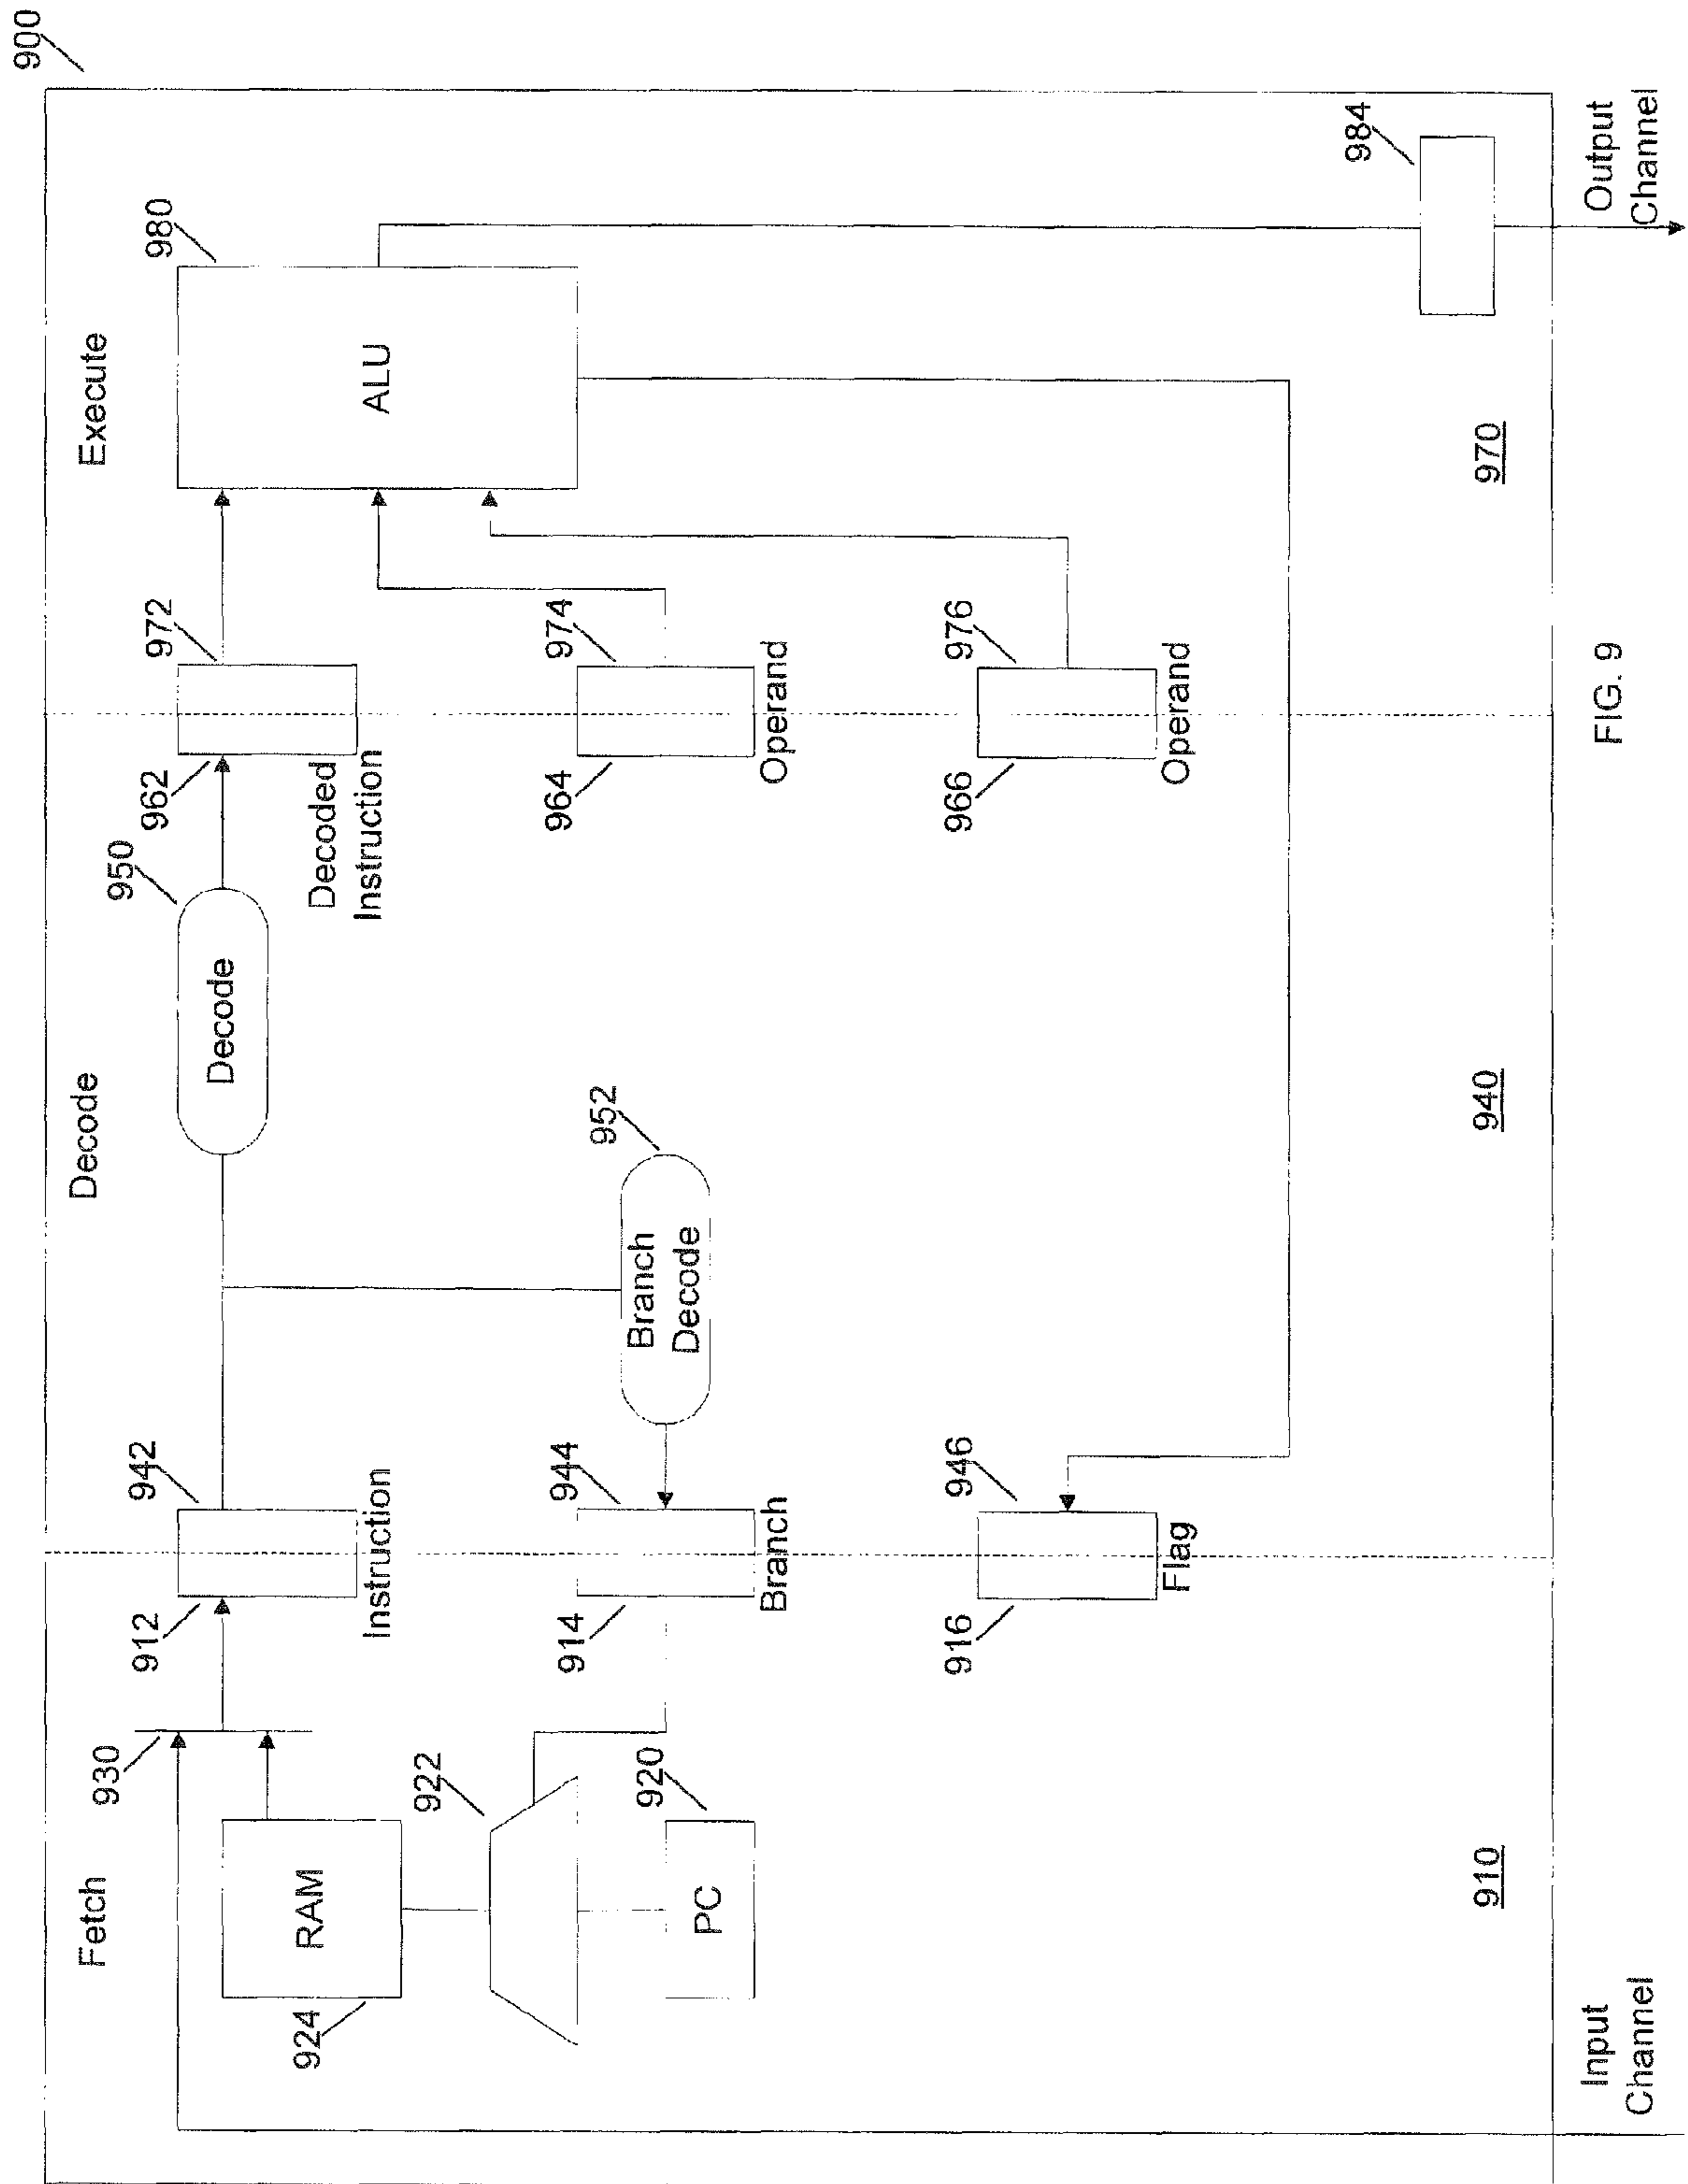 900
Fetch
Decode
Execute
930
912
942
950
962
972
980
RAM
924
Instruction
Decode
Decoded
Instruction
ALU
922
914
944
952
964
974
Branch
Decode
PC
920
Branch
Operand
916
946
966
976
Flag
Operand
984
910
940
970
Input
Channel
Output
Channel
FIG. 9